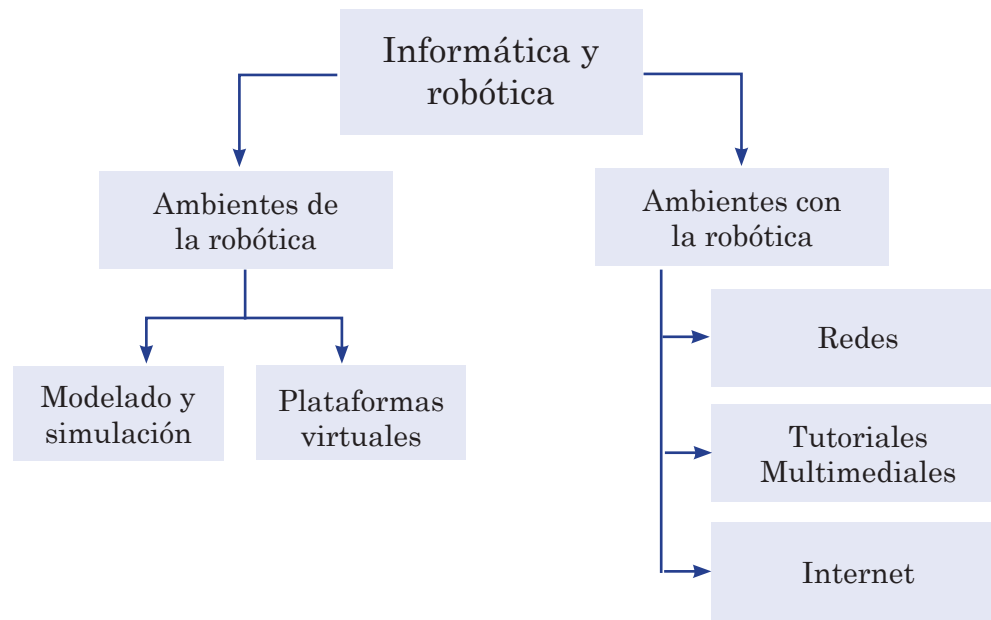 Informática y
robótica
Ambientes de
la robótica
Ambientes con
la robótica
Modelado y
simulación
Plataformas
virtuales
Redes
Tutoriales
Multimediales
Internet